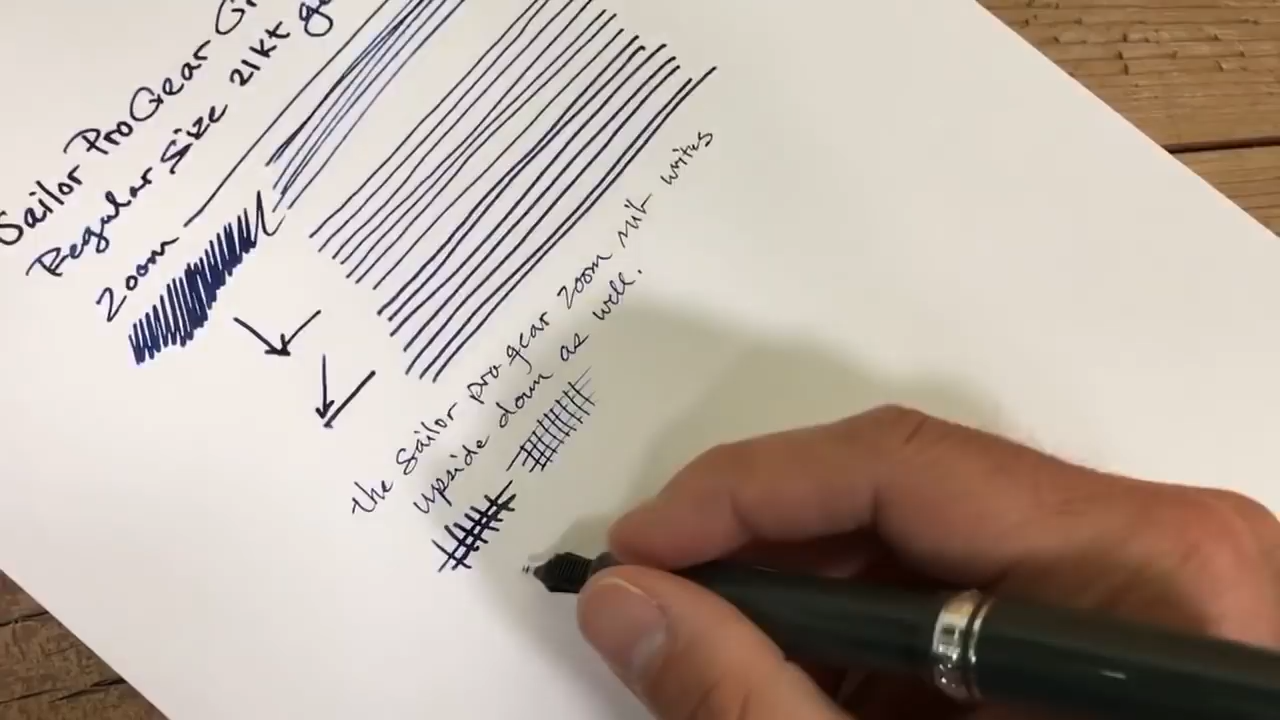 Sailor ProGear
Regular Size 21kt
Zoom
the Sailor pro gear zoom nib writes
upside down as well.